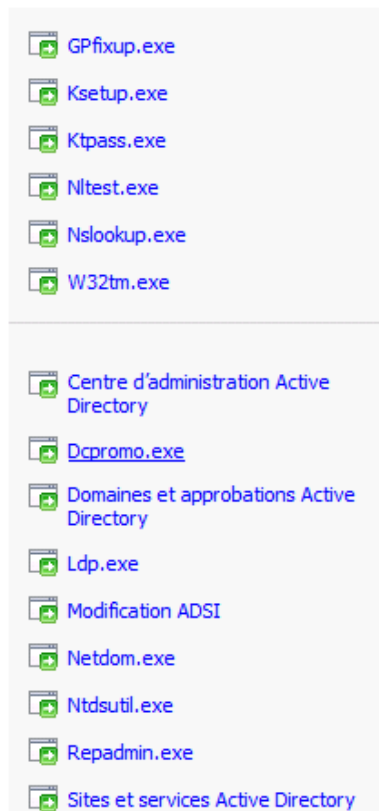 GPfixup.exe
Ksetup.exe
Ktpass.exe
Nltest.exe
Nslookup.exe
W32tm.exe
Centre d’administration Active
Directory
Dcpromo.exe
Domaines et approbations Active
Directory
Ldp.exe
Modification ADSI
Netdom.exe
Ntdsutil.exe
Repadmin.exe
Sites et services Active Directory